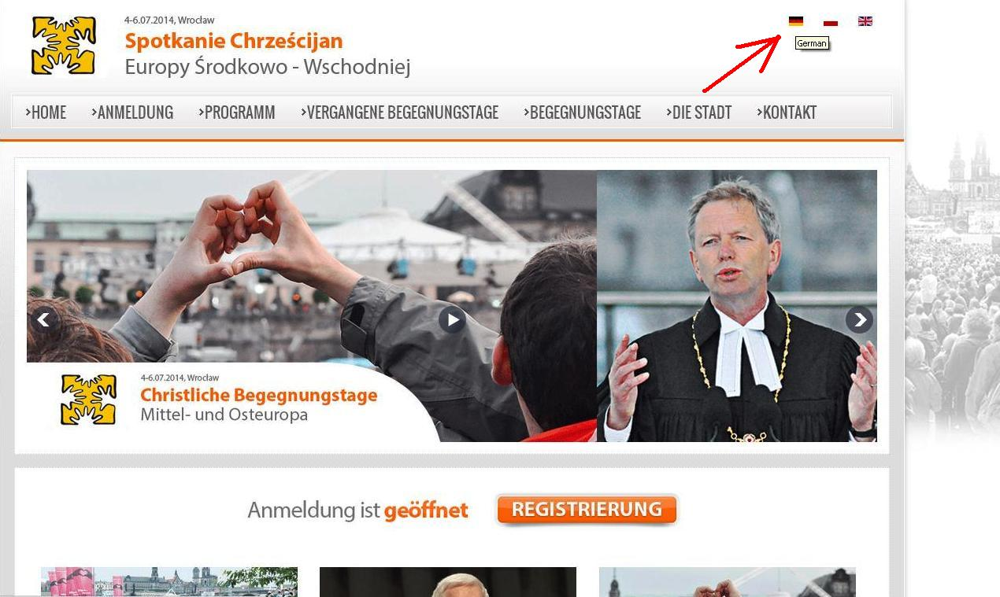 4-6.07.2014, Wrocław
Spotkanie Chrześcijan
Europy Środkowo - Wschodniej
German
HOME ANMELDUNG PROGRAMM VERGANGENE BEGEGNUNGSTAGE BEGEGNUNGSTAGE DIE STADT KONTAKT
4-6.07.2014, Wrocław
Christliche Begegnungstage
Mittel- und Osteuropa
Anmeldung ist geöffnet REGISTRIERUNG